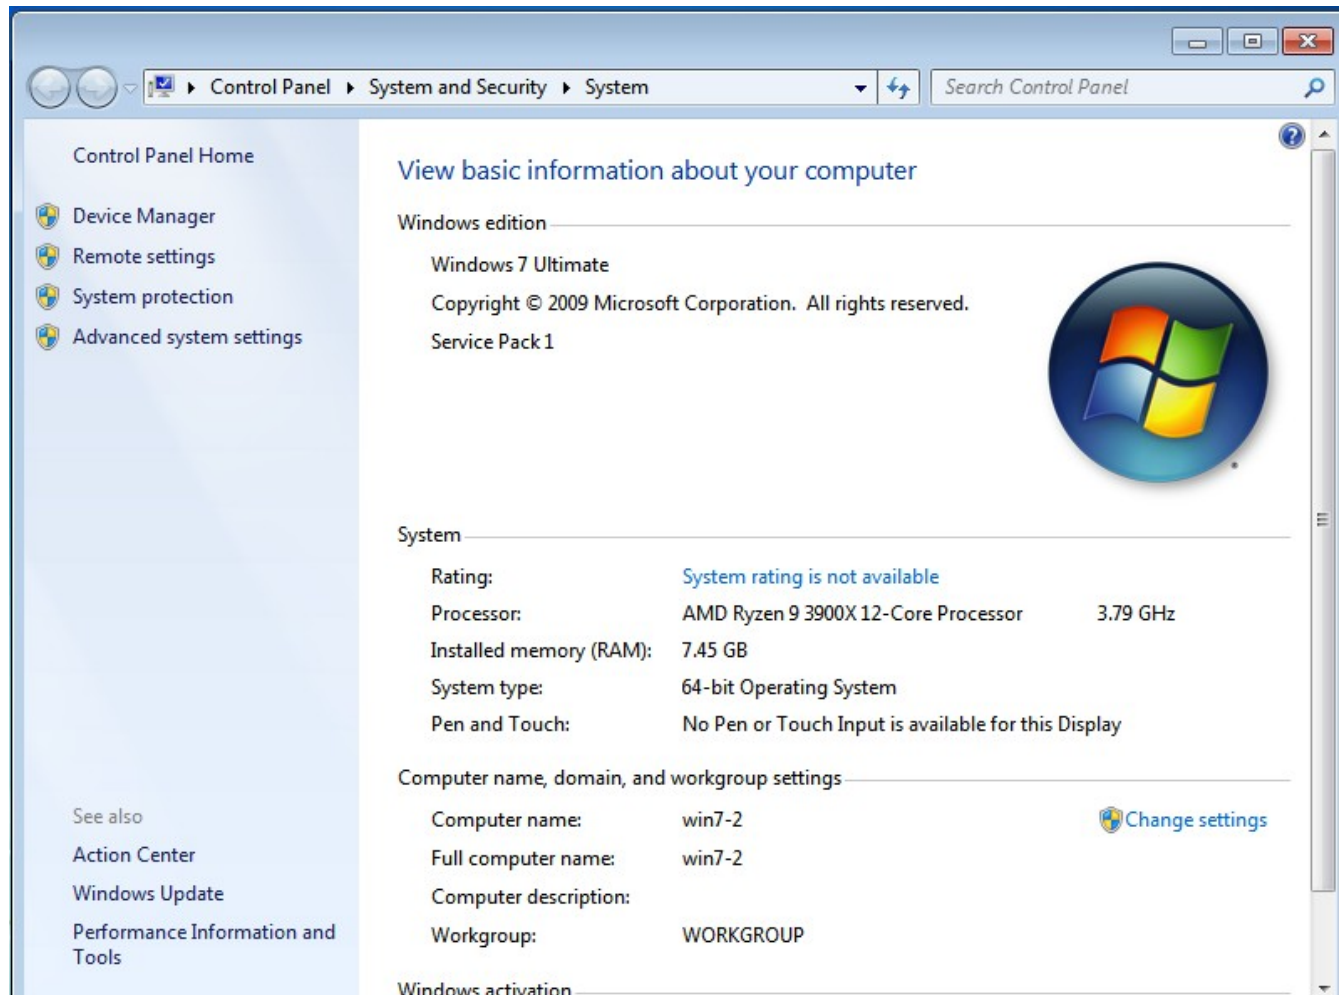 Control Panel System and Security System
Search Control Panel
Control Panel Home
Device Manager
Remote settings
System protection
Advanced system settings
See also
Action Center
Windows Update
Performance Information and
Tools
View basic information about your computer
Windows edition
Windows 7 Ultimate
Copyright © 2009 Microsoft Corporation. All rights reserved.
Service Pack 1
System
Rating: System rating is not available
Processor: AMD Ryzen 9 3900X 12-Core Processor 3.79 GHz
Installed memory (RAM): 7.45 GB
System type: 64-bit Operating System
Pen and Touch: No Pen or Touch Input is available for this Display
Computer name, domain, and workgroup settings
Computer name: win7-2
Change settings
Full computer name: win7-2
Computer description:
Workgroup: WORKGROUP
Windows activation